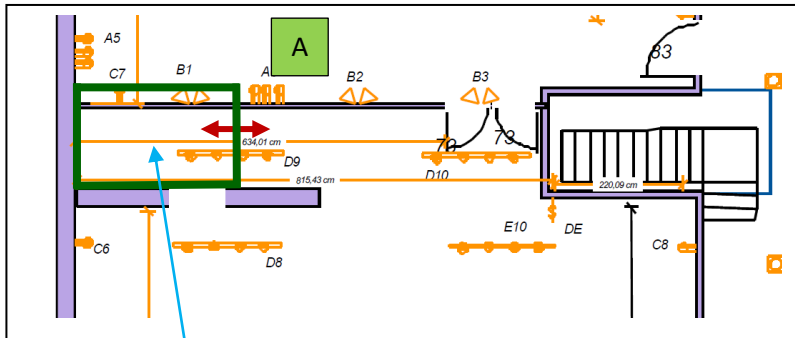 A
A5
83
C7
B1
A
B2
B3
634,01 cm
73
73
D9
D10
815,43 cm
220,09 cm
C6
D8
E10
DE
C8